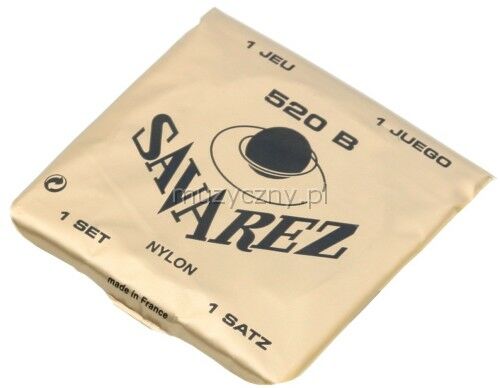 1 JEU
520 B
1 JUEGO
SAVAREZ
muzyczny.pl
1 SET
NYLON
1 SATZ
made in France